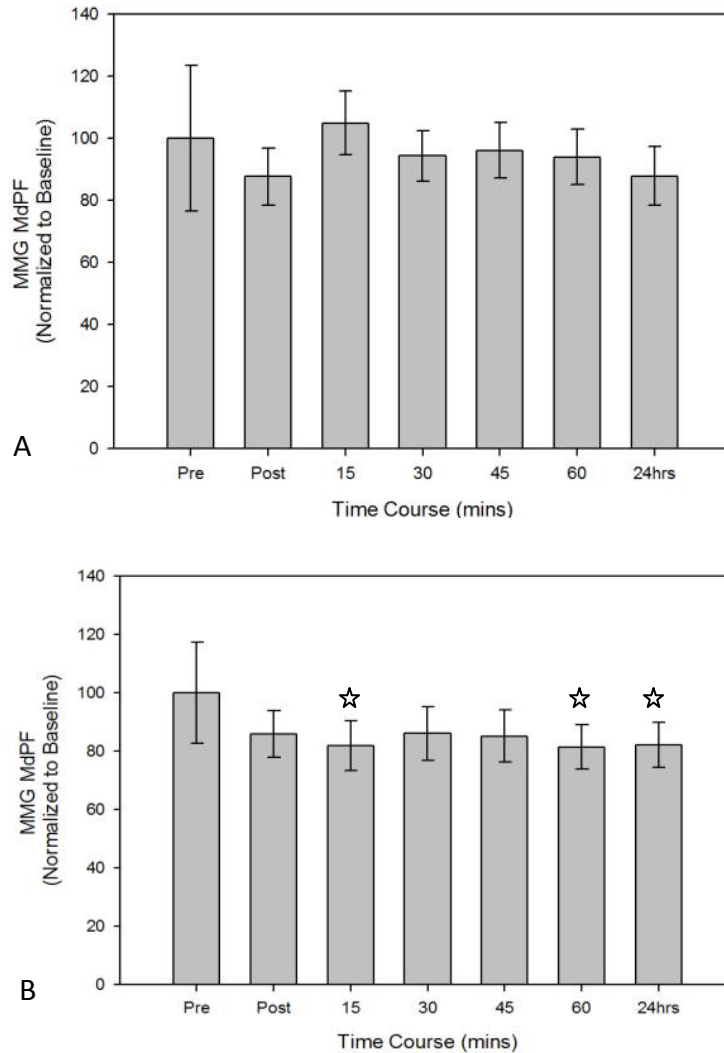 140
120
100
80
60
40
20
0
MMG MdPF
(Normalized to Baseline)
A
Pre Post 15 30 45 60 24hrs
Time Course (mins)
140
120
100
80
60
40
20
0
MMG MdPF
(Normalized to Baseline)
B
Pre Post 15 30 45 60 24hrs
Time Course (mins)